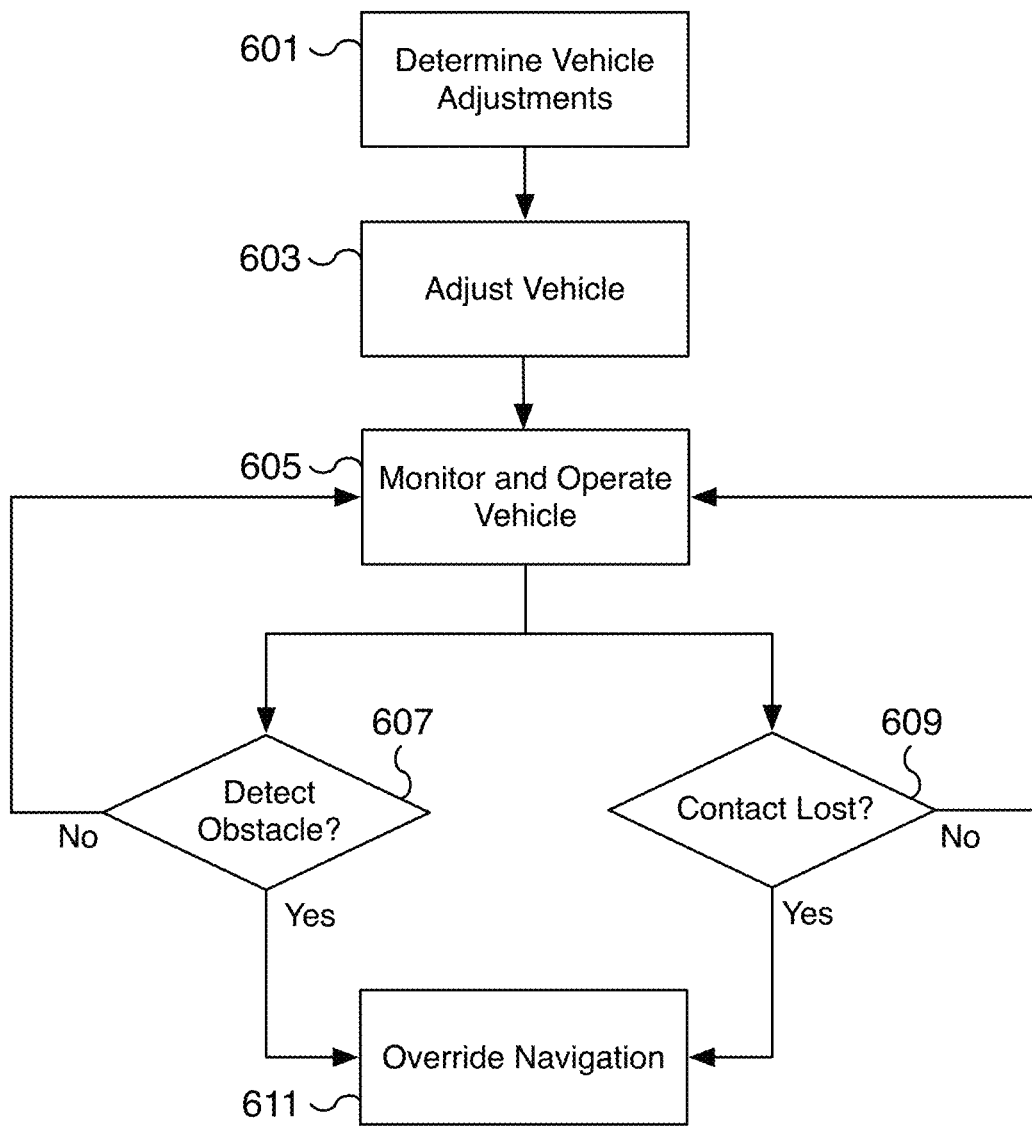 601
Determine Vehicle
Adjustments
603
Adjust Vehicle
605
Monitor and Operate
Vehicle
607
609
Detect
Obstacle?
Contact Lost?
No
No
Yes
Yes
Override Navigation
611